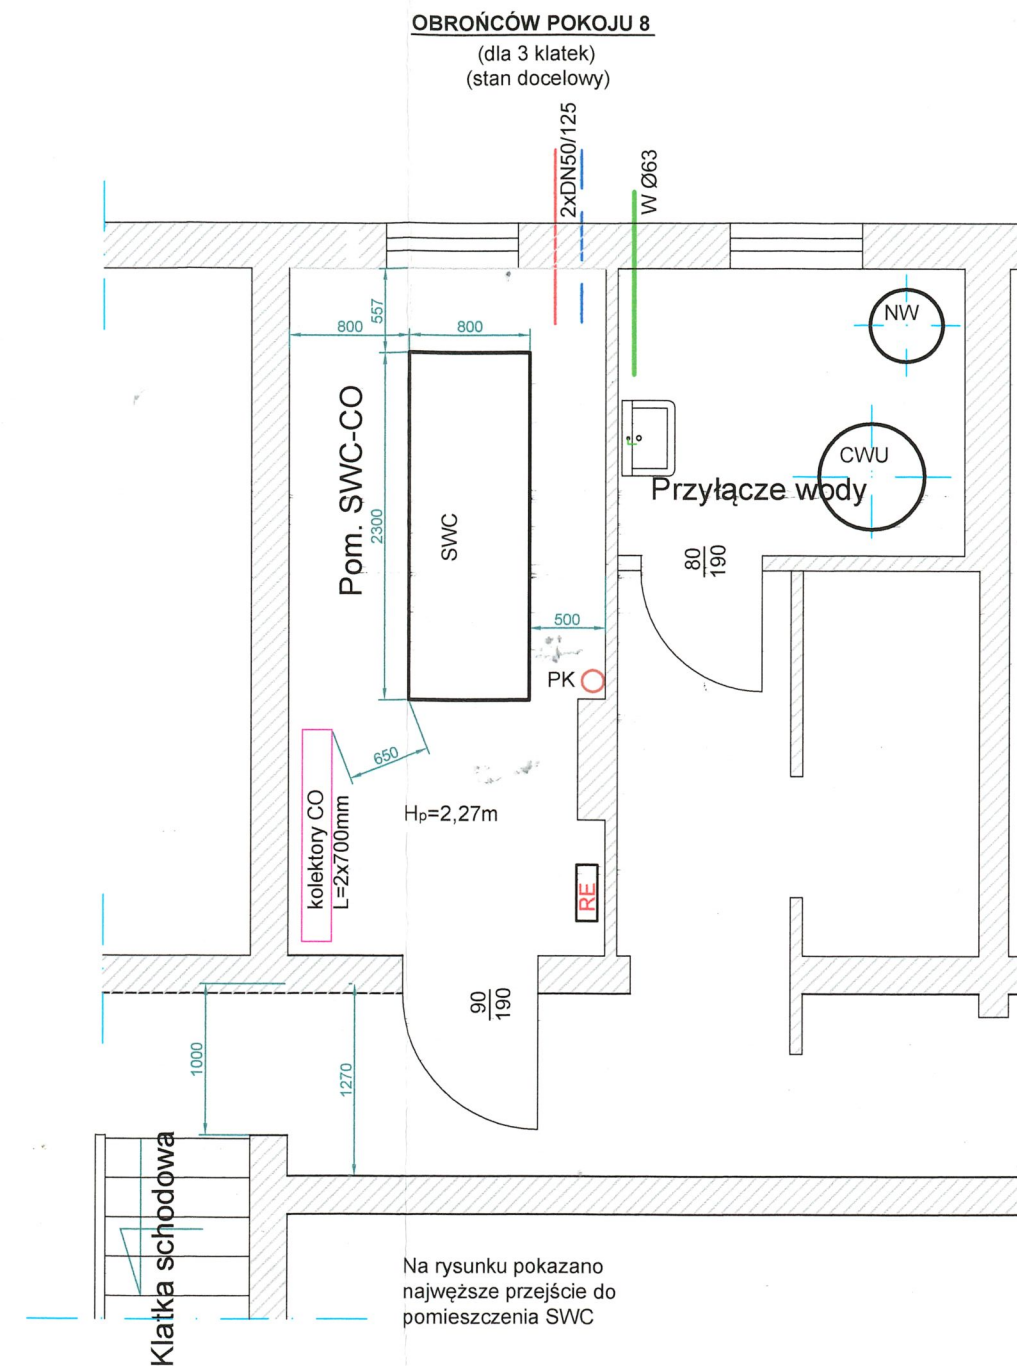 OBROŃCÓW POKOJU 8
(dla 3 klatek)
(stan docelowy)
2xDN50/125
W Ø63
557
800
800
NW
Pom. SWC-CO
2300
SWC
CWU
Przyłącze wody
80
190
500
PK
650
kolektory CO
L=2x700mm
Hp=2,27m
RE
90
190
1000
1270
Klatka schodowa
Na rysunku pokazano
najwęższe przejście do
pomieszczenia SWC